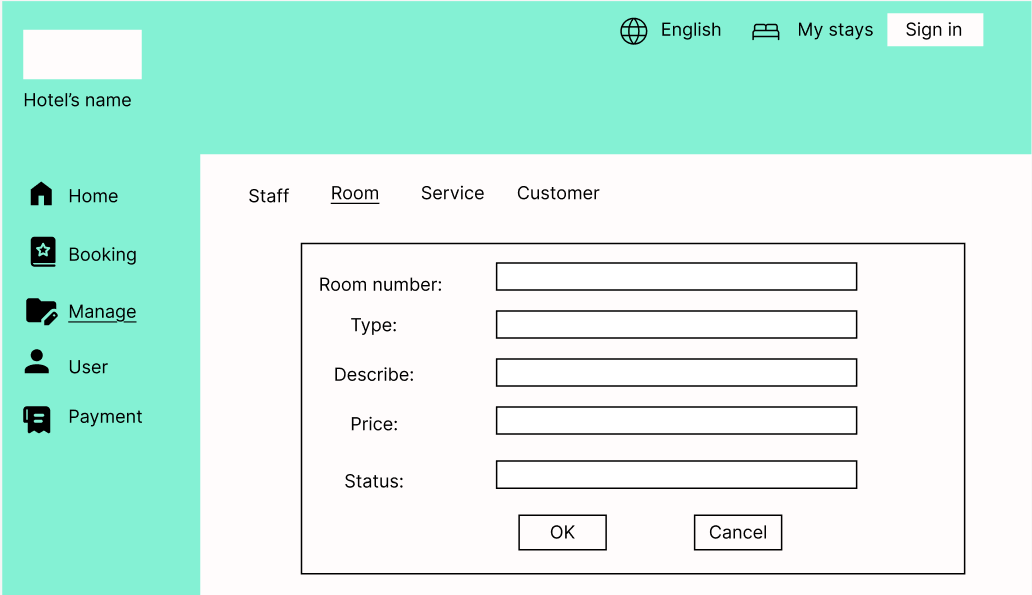 English My stays Sign in
Hotel’s name
Home
Booking
Manage
User
Payment
Staff Room Service Customer
Room number:
Type:
Describe:
Price:
Status:
OK Cancel